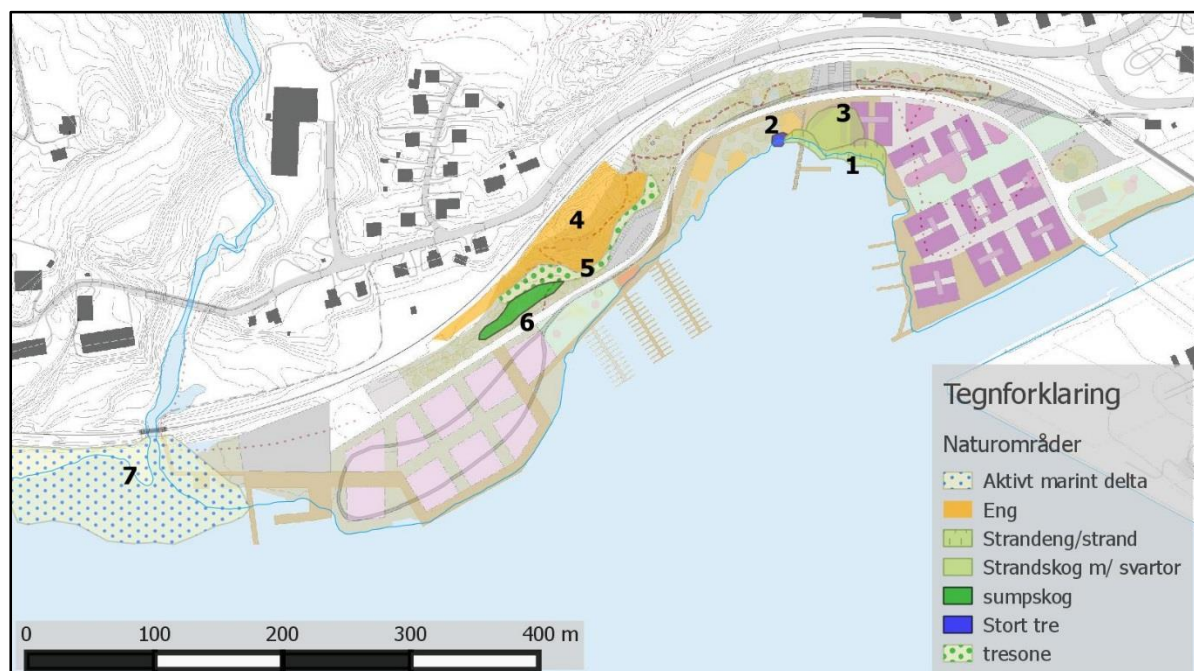 3
2
1
4
5
6
7
Tegnforklaring
Naturområder
Aktivt marint delta
Eng
Strandeng/strand
Strandskog m/ svartor
sumpskog
Stort tre
tresone
0 100 200 300 400 m